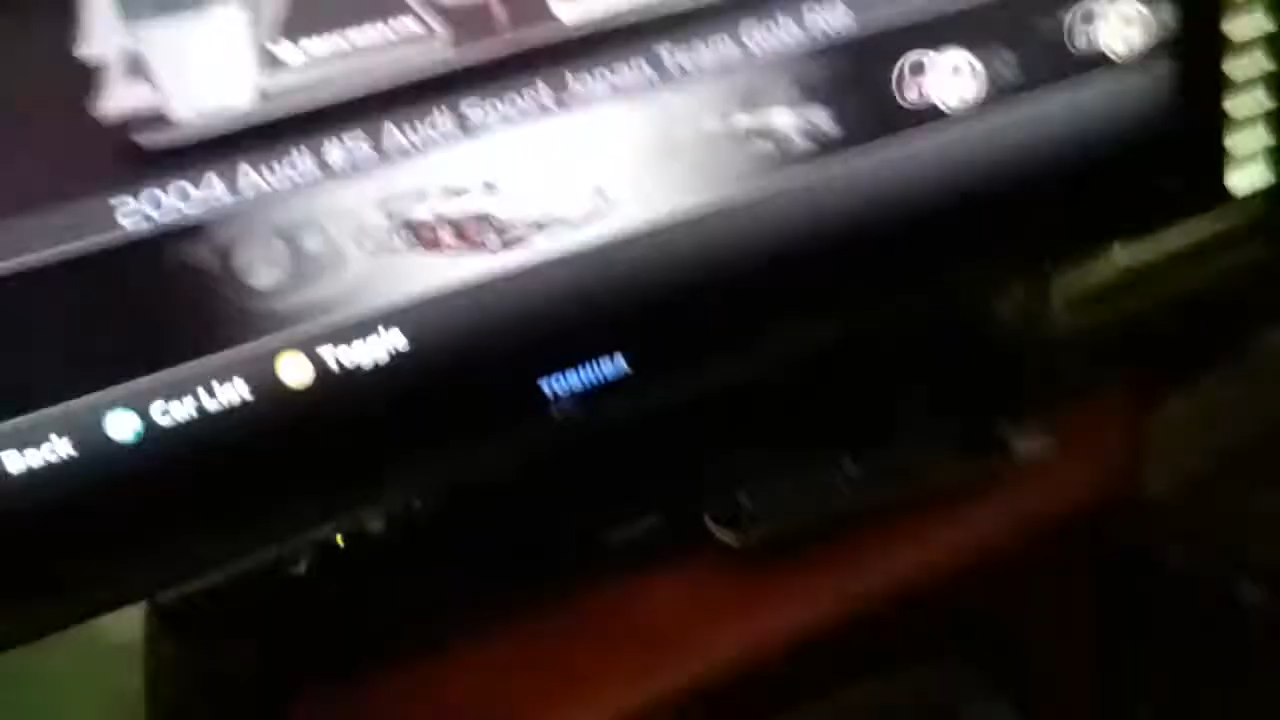 2004 Audi #5 Audi Sport Japan Team Goh R8
Back
Car List
Toggle
TOSHIBA